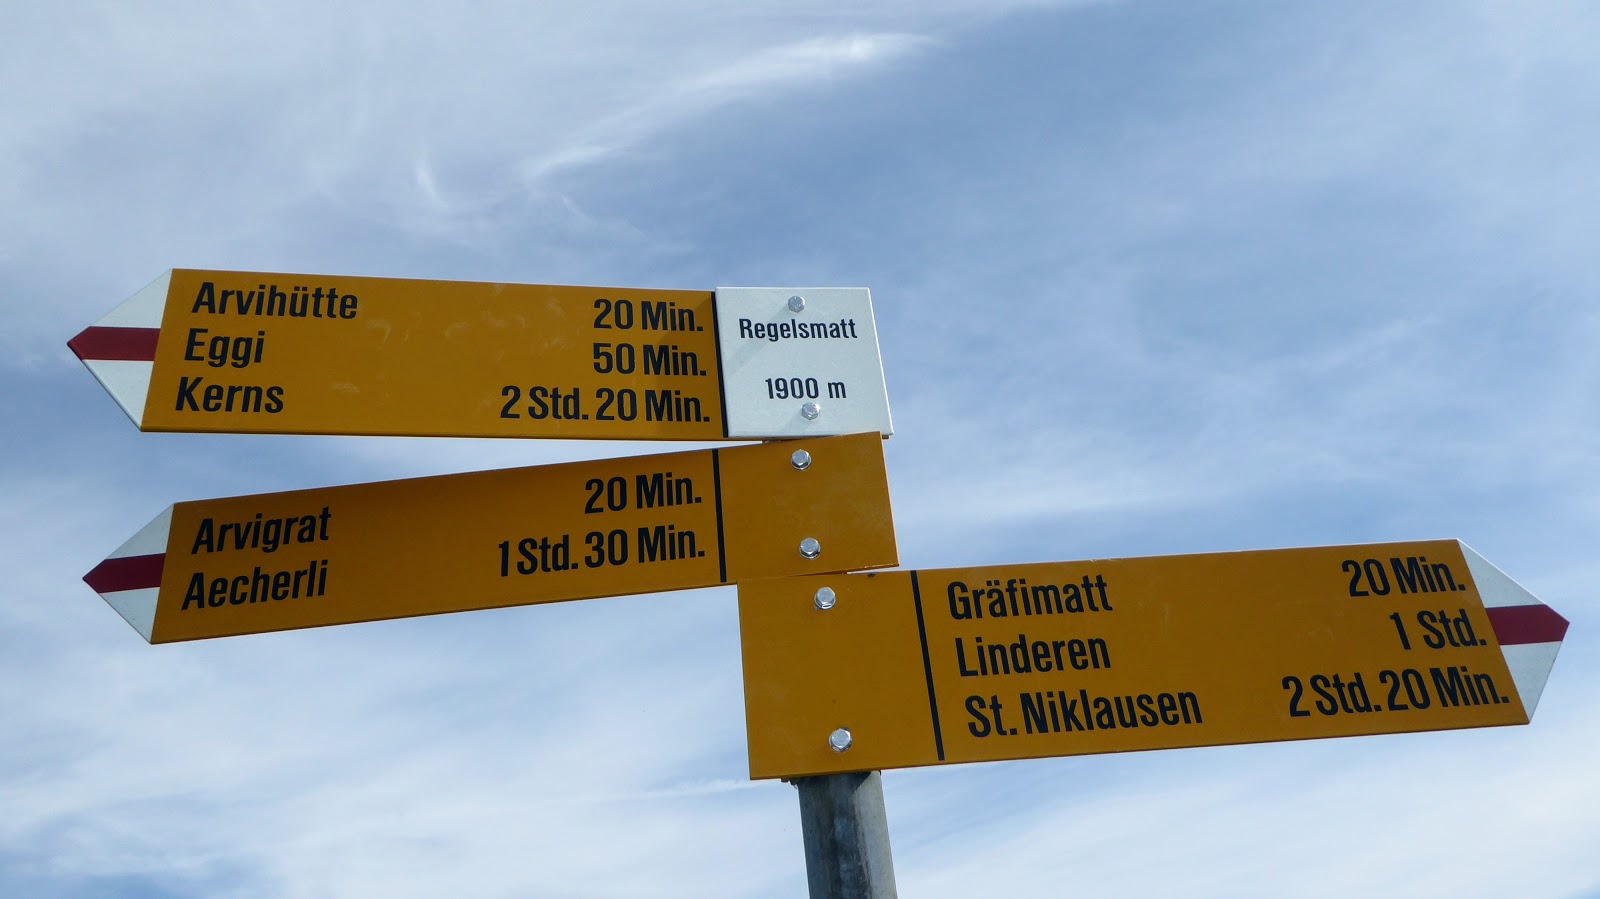 Arvihütte 20 Min.
Eggi 50 Min.
Kerns 2 Std. 20 Min.
Regelsmatt
1900 m
Arvigrat 20 Min.
Aecherli 1 Std. 30 Min.
Gräfimatt 20 Min.
Linderen 1 Std.
St. Niklausen 2 Std. 20 Min.